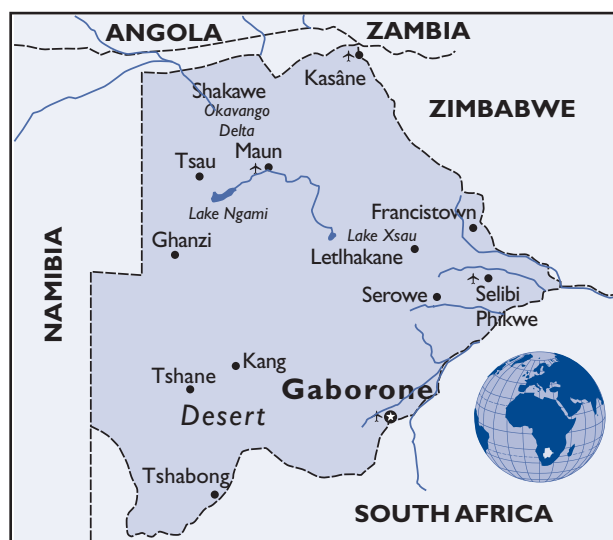 ANGOLA
ZAMBIA
Kasâne
Shakawe
Okavango
Delta
ZIMBABWE
Maun
Tsau
Lake Ngami
Francistown
Lake Xsau
Letlhakane
Ghanzi
NAMIBIA
Serowe
Selibi
Phikwe
Kang
Tshane
Gaborone
Desert
Tshabong
SOUTH AFRICA